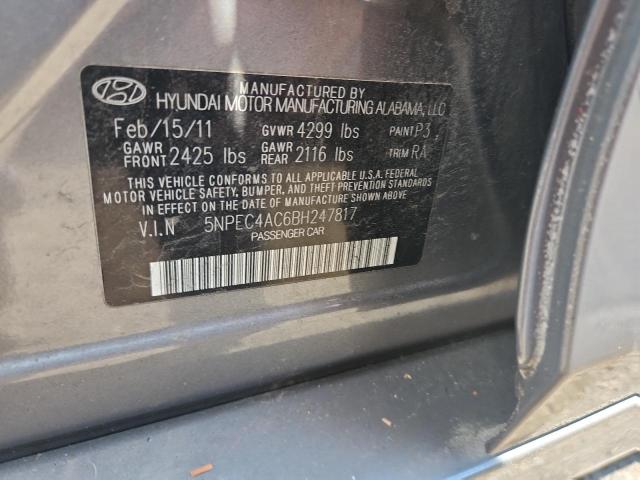 MANUFACTURED BY
HYUNDAI MOTOR MANUFACTURING ALABAMA, LLC
Feb/15/11 GVWR 4299 lbs PAINT P3
GAWR FRONT 2425 lbs GAWR REAR 2116 lbs TRIM RA
THIS VEHICLE CONFORMS TO ALL APPLICABLE U.S.A FEDERAL
MOTOR VEHICLE SAFETY, BUMPER, AND THEFT PREVENTION STANDARDS
IN EFFECT ON THE DATE OF MANUFACTURE SHOWN ABOVE.
V.I.N 5NPEC4AC6BH247817
PASSENGER CAR